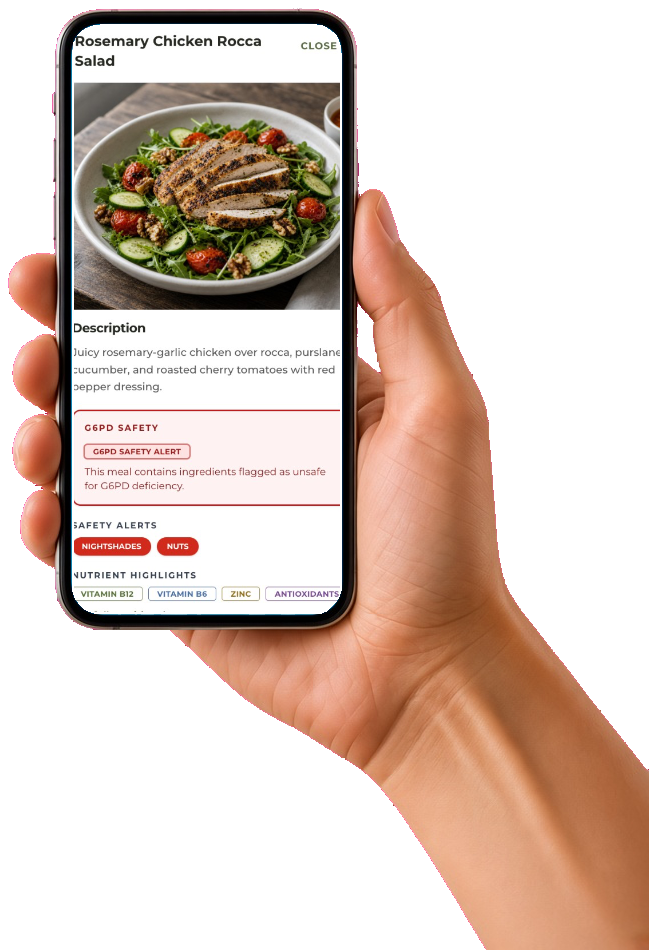 Rosemary Chicken Rocca
CLOSE
Salad
Description
Juicy rosemary-garlic chicken over rocca, purslane
cucumber, and roasted cherry tomatoes with red
pepper dressing.
G6PD SAFETY
G6PD SAFETY ALERT
This meal contains ingredients flagged as unsafe
for G6PD deficiency.
SAFETY ALERTS
NIGHTSHADES NUTS
NUTRIENT HIGHLIGHTS
VITAMIN B12 VITAMIN B6 ZINC ANTIOXIDANTS